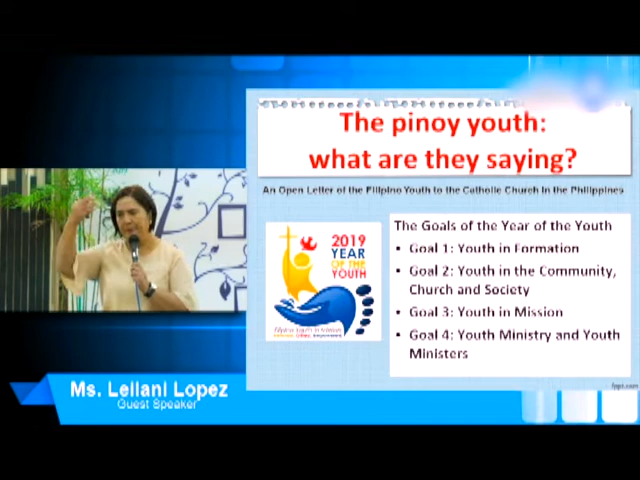 The pinoy youth:
what are they saying?
An Open Letter of the Filipino Youth to the Catholic Church in the Philippines
2019
YEAR
OF THE
YOUTH
The Goals of the Year of the Youth
• Goal 1: Youth in Formation
• Goal 2: Youth in the Community,
Church and Society
• Goal 3: Youth in Mission
• Goal 4: Youth Ministry and Youth
Ministers
fppt.com
Ms. Leilani Lopez
Guest Speaker